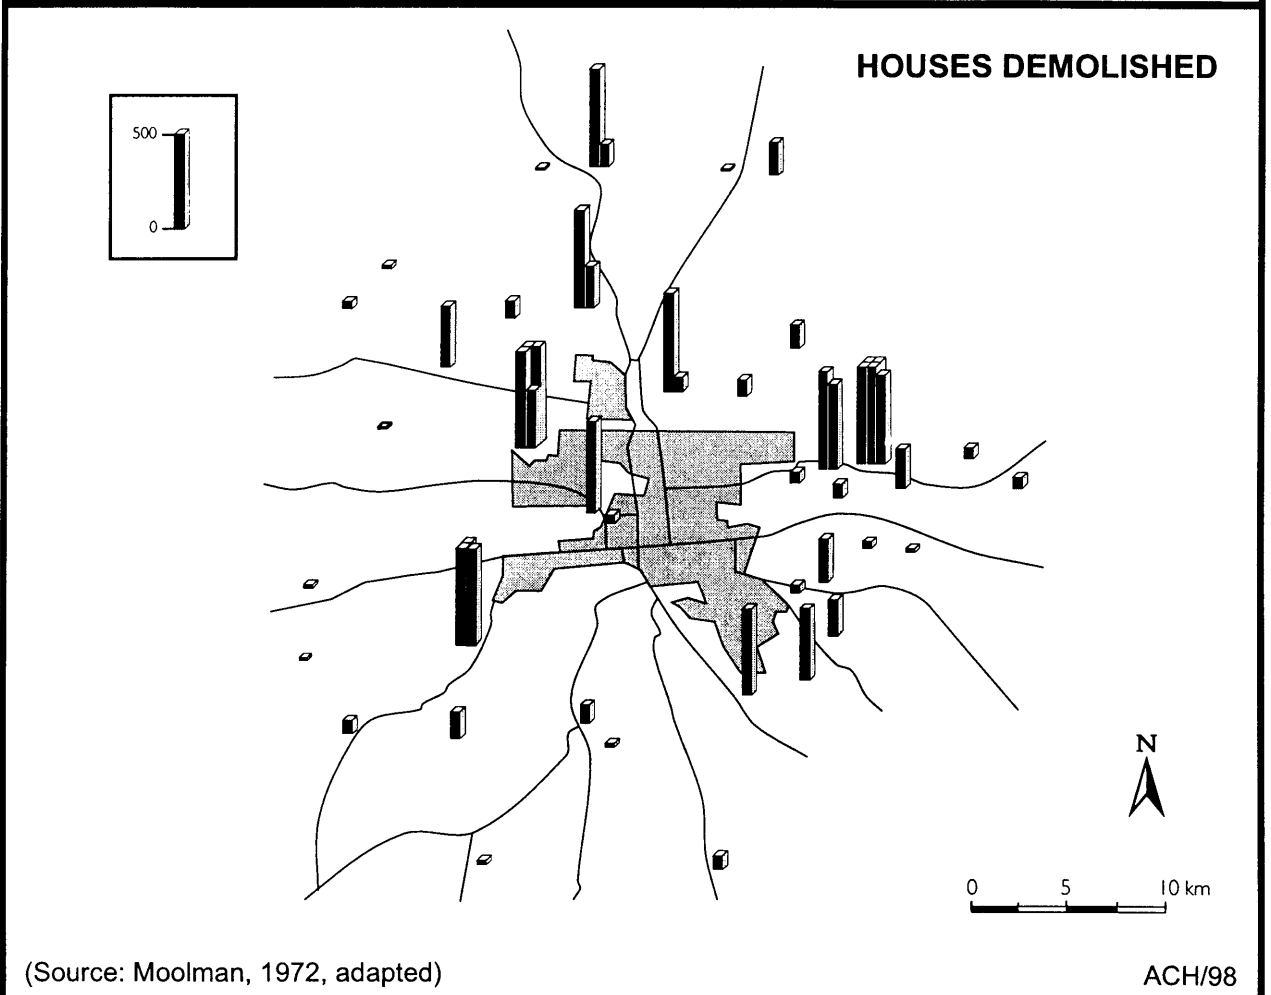 HOUSES DEMOLISHED
500
0
N
0 5 10 km
(Source: Moolman, 1972, adapted)
ACH/98